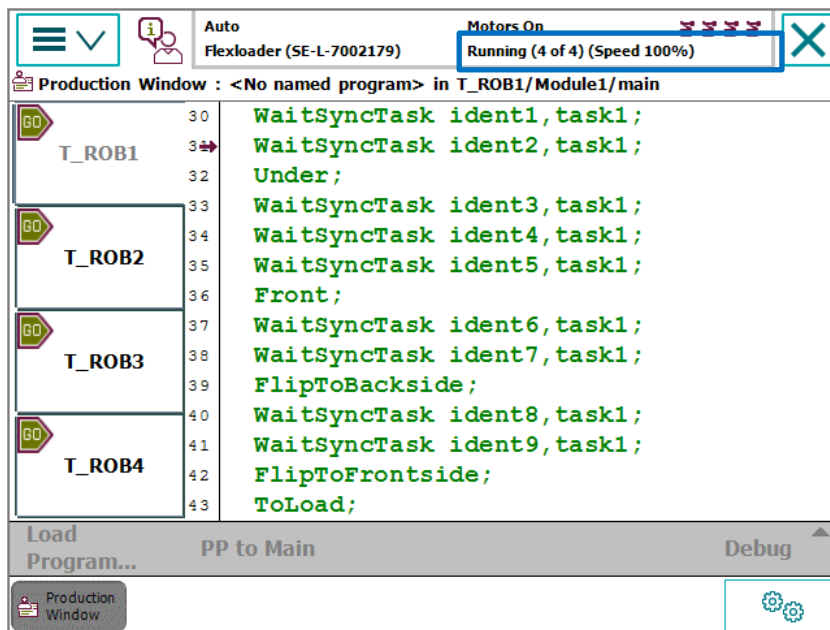 Auto
Motors On
Flexloader (SE-L-7002179)
Running (4 of 4) (Speed 100%)
Production Window : <No named program> in T_ROB1/Module1/main
GO
T_ROB1
GO
T_ROB2
GO
T_ROB3
GO
T_ROB4
30 WaitSyncTask ident1,task1;
31 WaitSyncTask ident2,task1;
32 Under;
33 WaitSyncTask ident3,task1;
34 WaitSyncTask ident4,task1;
35 WaitSyncTask ident5,task1;
36 Front;
37 WaitSyncTask ident6,task1;
38 WaitSyncTask ident7,task1;
39 FlipToBackside;
40 WaitSyncTask ident8,task1;
41 WaitSyncTask ident9,task1;
42 FlipToFrontside;
43 ToLoad;
Load
Program...
PP to Main
Debug
Production
Window